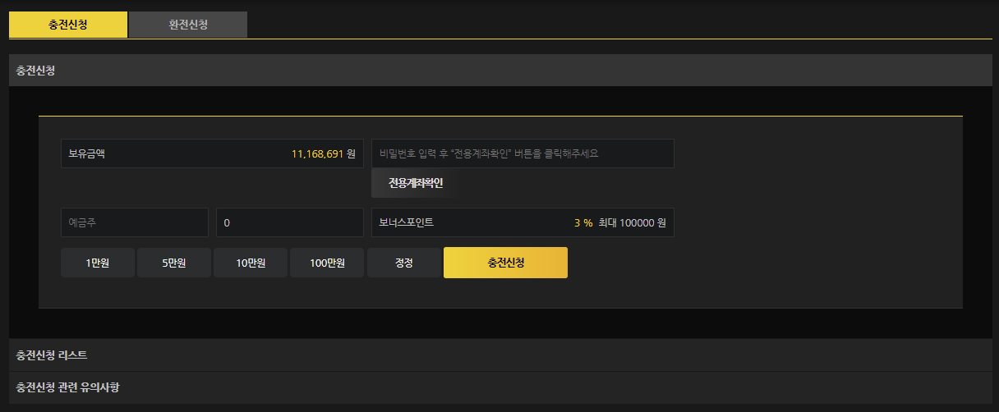 충전신청 환전신청
충전신청
보유금액 11,168,691 원 비밀번호 입력 후 “전용계좌확인” 버튼을 클릭해주세요
전용계좌확인
예금주 0 보너스포인트 3 % 최대 100000 원
1만원 5만원 10만원 100만원 정정 충전신청
충전신청 리스트
충전신청 관련 유의사항